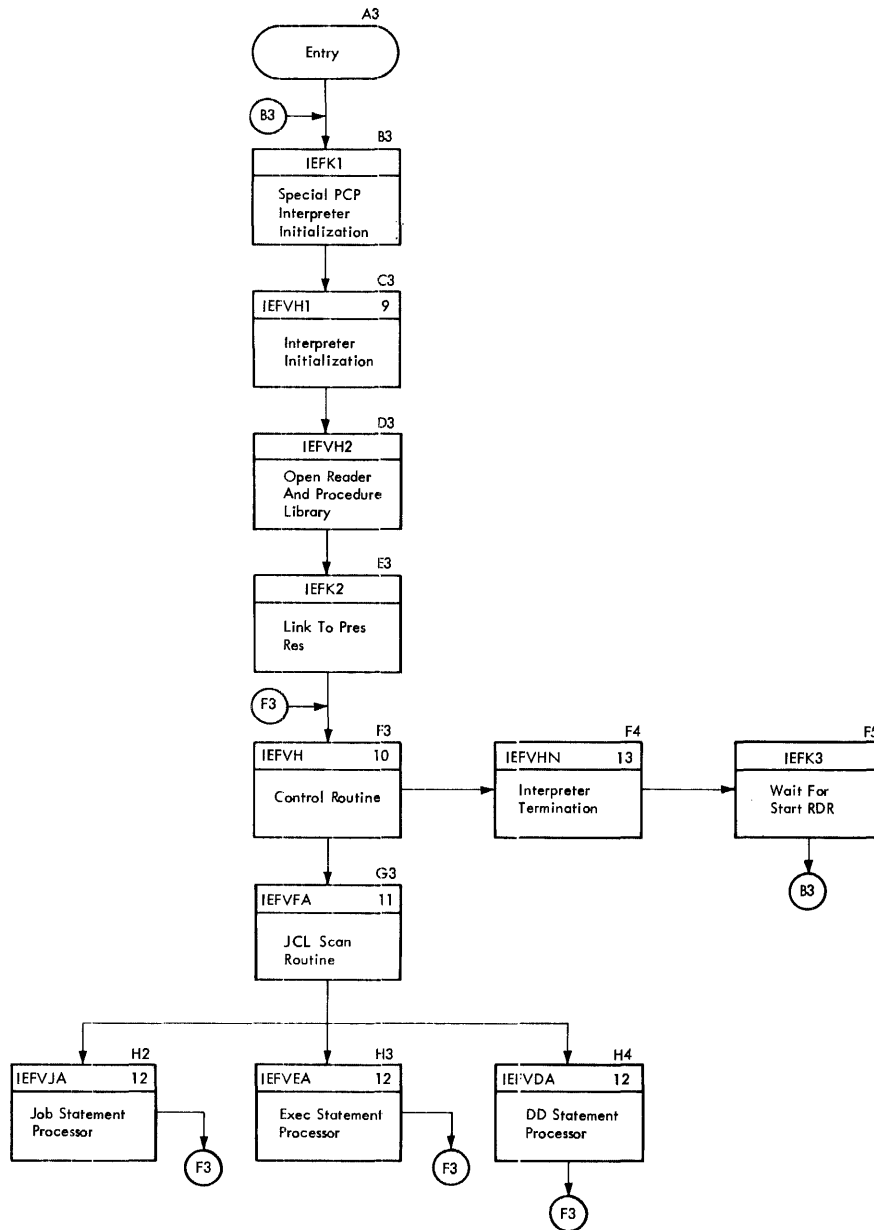 A3
Entry
B3
B3
IEFK1
Special PCP
Interpreter
Initialization
C3
IEFVH1 9
Interpreter
Initialization
D3
IEFVH2
Open Reader
And Procedure
Library
E3
IEFK2
Link To Pres
Res
F3
F3
IEFVH 10
Control Routine
F4
IEFVHN 13
Interpreter
Termination
F5
IEFK3
Wait For
Start RDR
B3
G3
IEFVFA 11
JCL Scan
Routine
H2
IEFVJA 12
Job Statement
Processor
F3
H3
IEFVEA 12
Exec Statement
Processor
F3
H4
IEFVDA 12
DD Statement
Processor
F3